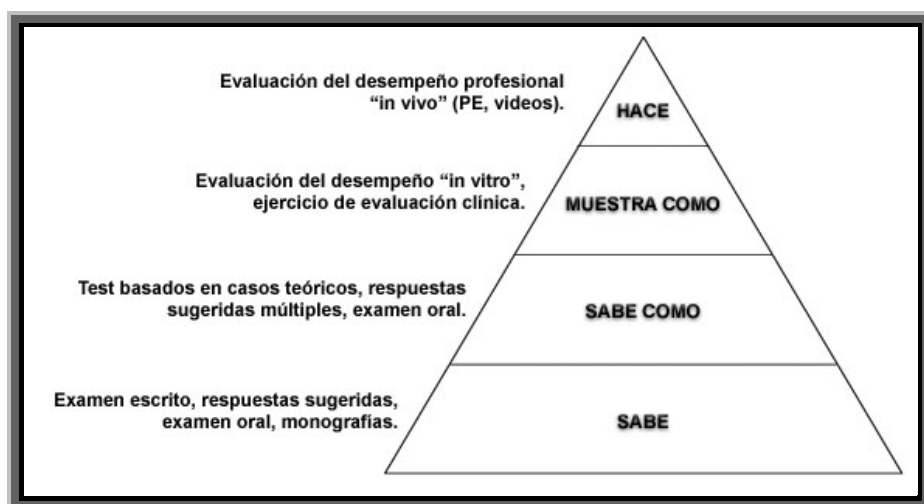 Evaluación del desempeño profesional
“in vivo” (PE, videos).
HACE
Evaluación del desempeño “in vitro”,
ejercicio de evaluación clínica.
MUESTRA COMO
Test basados en casos teóricos, respuestas
sugeridas múltiples, examen oral.
SABE COMO
Examen escrito, respuestas sugeridas,
examen oral, monografías.
SABE